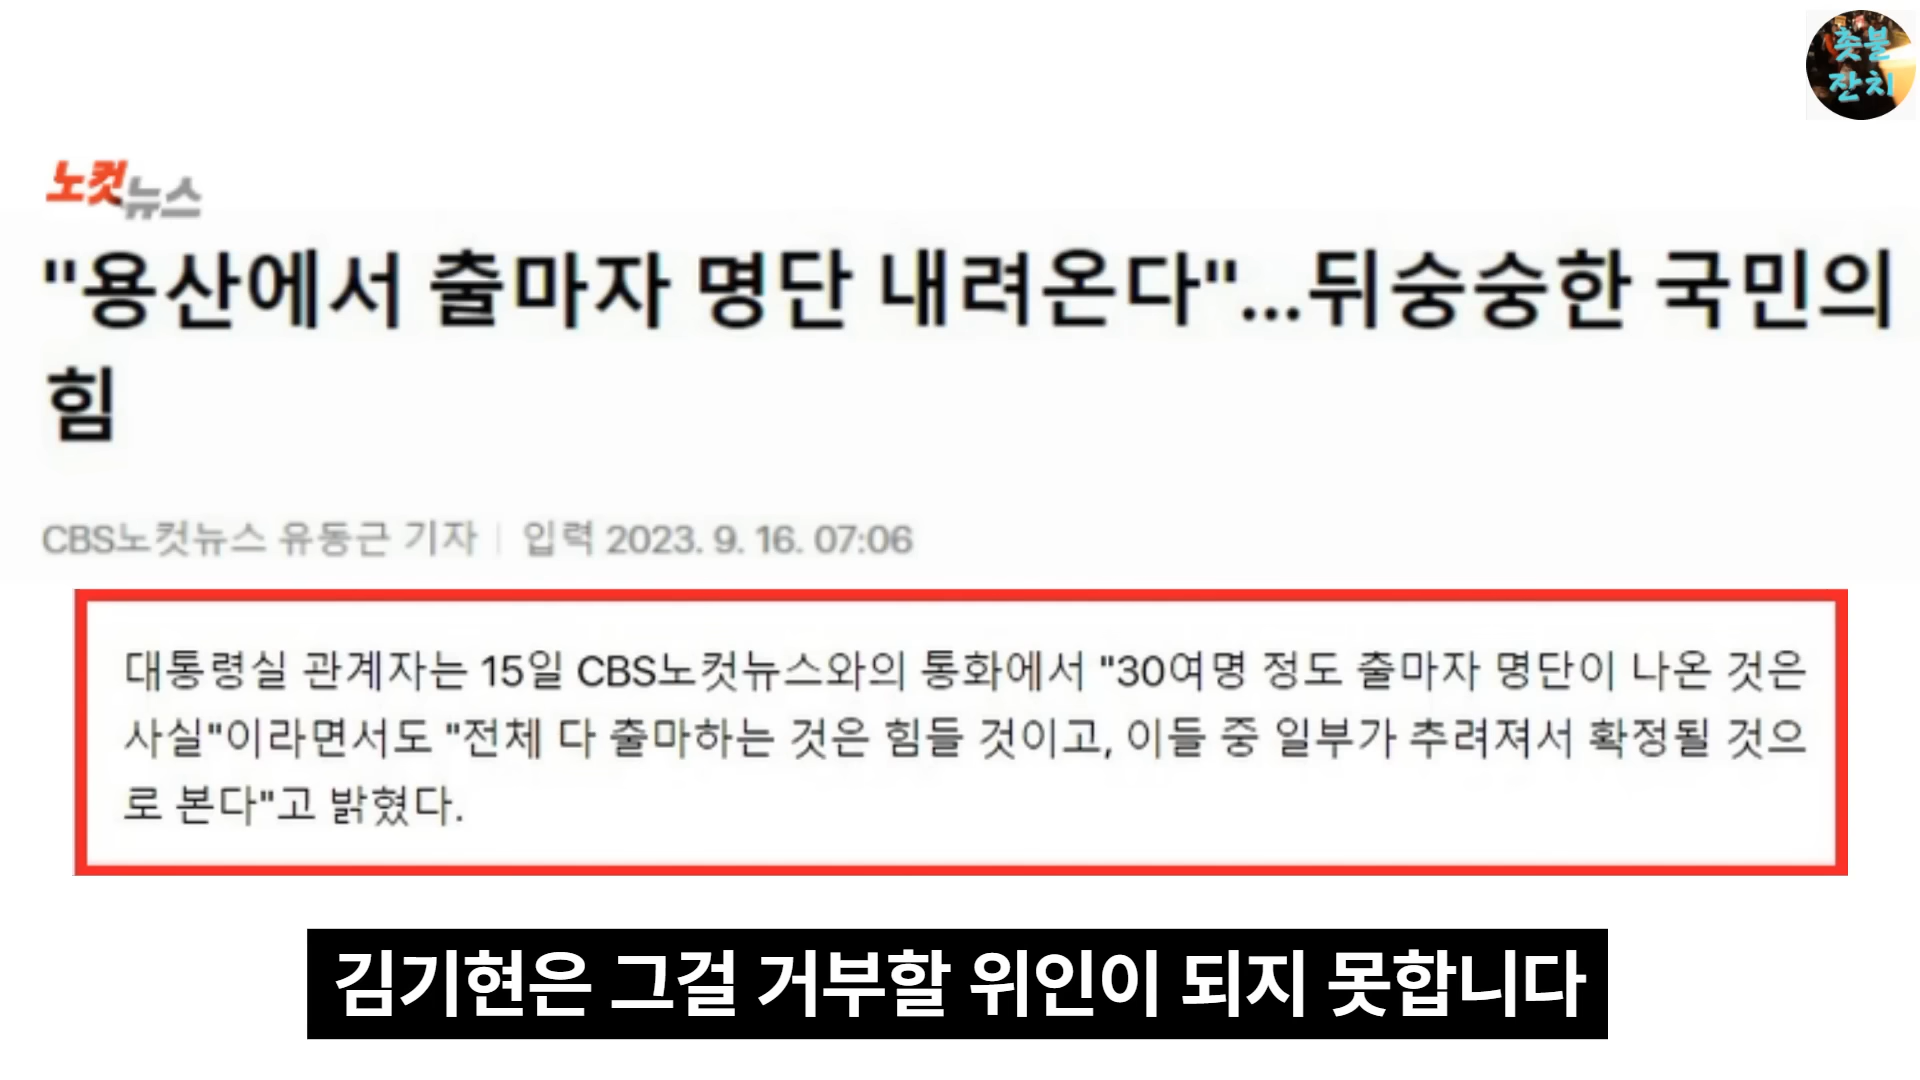 촛불
잔치
노컷뉴스
"용산에서 출마자 명단 내려온다"...뒤숭숭한 국민의
힘
CBS노컷뉴스 유동근 기자 입력 2023. 9. 16. 07:06
대통령실 관계자는 15일 CBS노컷뉴스와의 통화에서 "30여명 정도 출마자 명단이 나온 것은
사실"이라면서도 "전체 다 출마하는 것은 힘들 것이고, 이들 중 일부가 추려져서 확정될 것으
로 본다"고 밝혔다.
김기현은 그걸 거부할 위인이 되지 못합니다